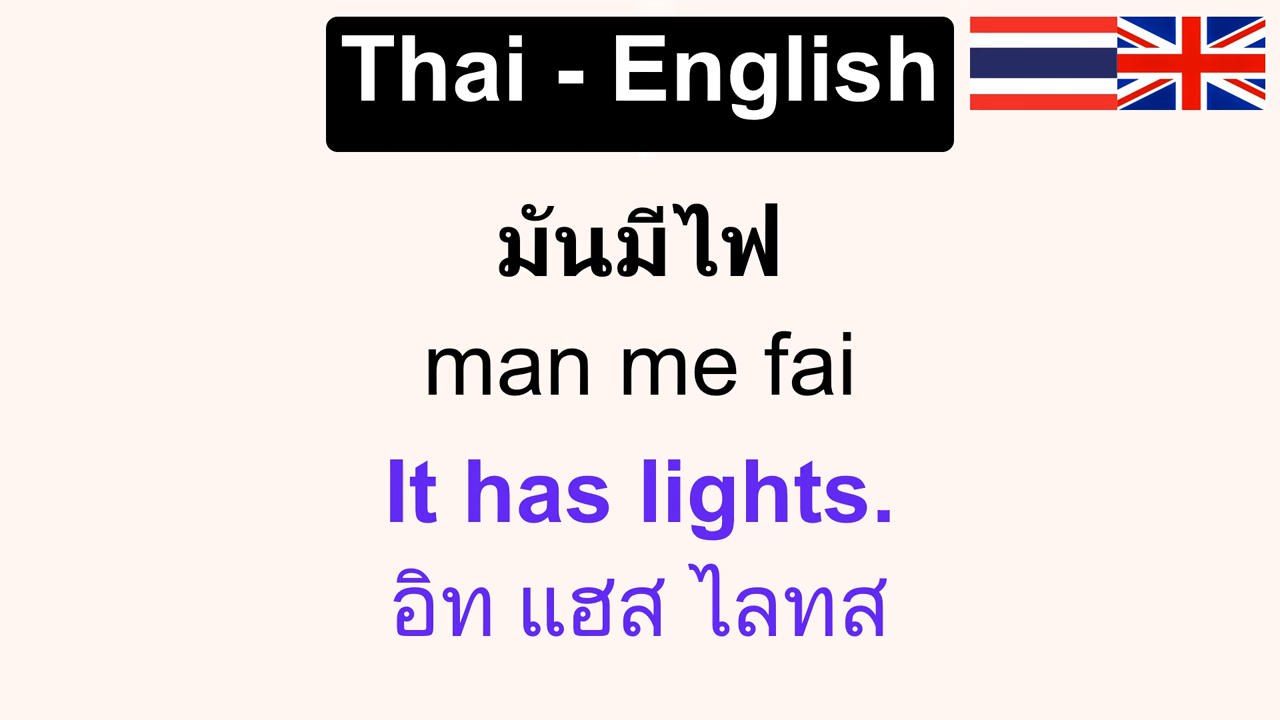 Thai - English
มันมีไฟ
man me fai
It has lights.
อิท แฮส ไลทส